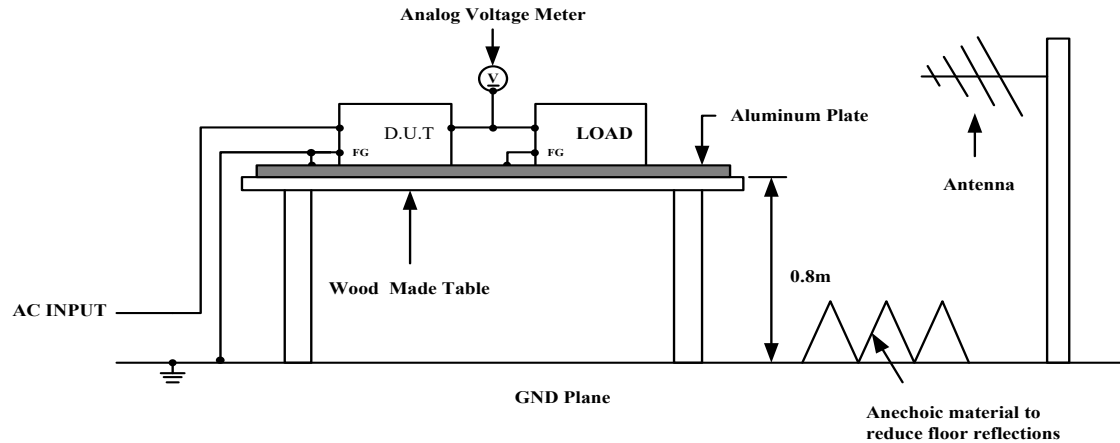 Analog Voltage Meter
V
D.U.T
LOAD
FG
FG
Aluminum Plate
Antenna
Wood Made Table
0.8m
AC INPUT
GND Plane
Anechoic material to
reduce floor reflections